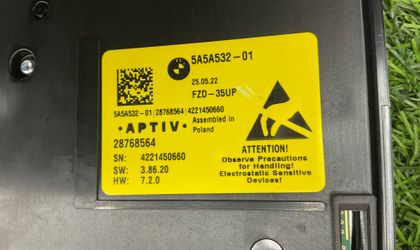 5A5A532-01
25.05.22
FZD-35UP
5A5A532-01 | 28768564 | 4221450660
·APTIV·
Assembled in
Poland
28768564
SN: 4221450660
SW: 3.86.20
HW: 7.2.0
ATTENTION!
Observe Precautions
for Handling!
Electrostatic Sensitive
Devices!